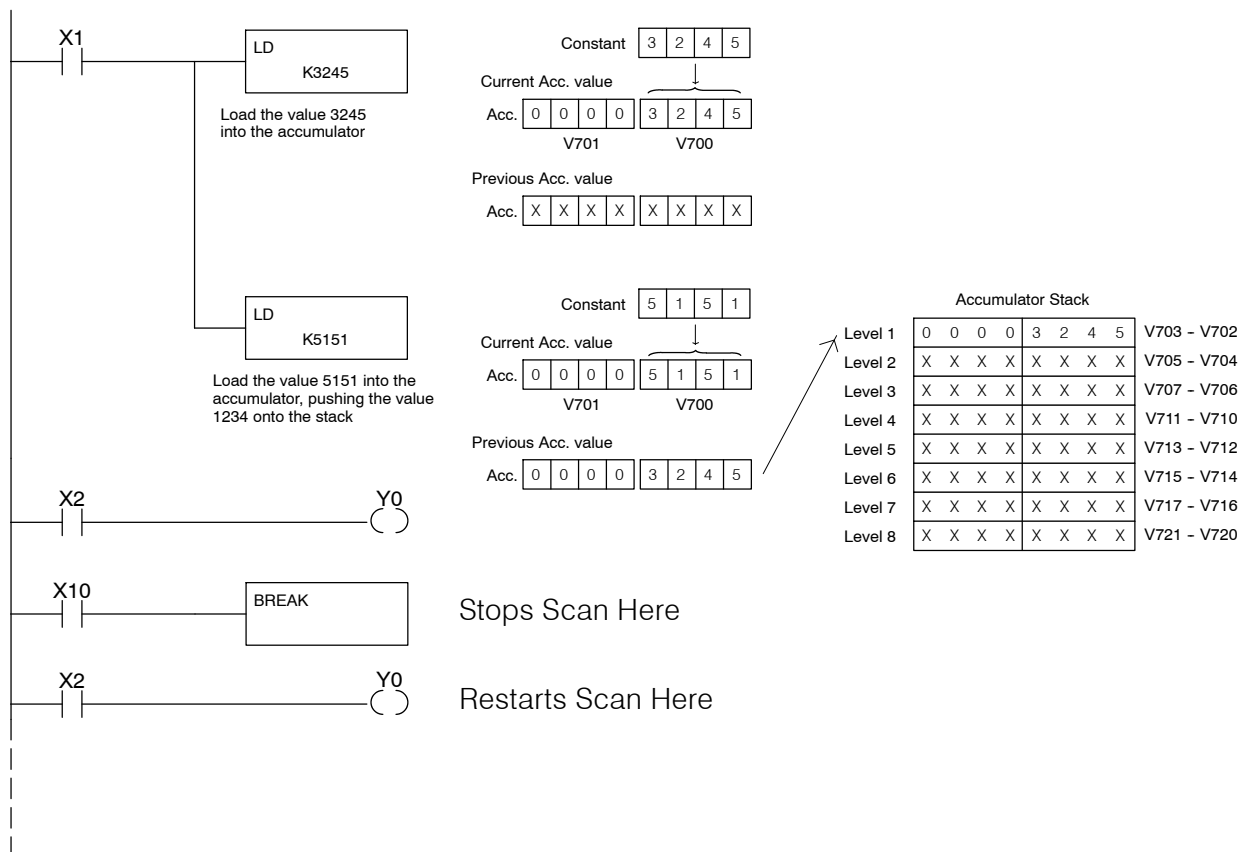 X1
LD
K3245
Load the value 3245
into the accumulator
Constant 3 2 4 5
Current Acc. value
Acc. 0 0 0 0 3 2 4 5
V701 V700
Previous Acc. value
Acc. X X X X X X X X
LD
K5151
Load the value 5151 into the
accumulator, pushing the value
1234 onto the stack
Constant 5 1 5 1
Current Acc. value
Acc. 0 0 0 0 5 1 5 1
V701 V700
Previous Acc. value
Acc. 0 0 0 0 3 2 4 5
Accumulator Stack
Level 1 0 0 0 0 3 2 4 5 V703 - V702
Level 2 X X X X X X X X V705 - V704
Level 3 X X X X X X X X V707 - V706
Level 4 X X X X X X X X V711 - V710
Level 5 X X X X X X X X V713 - V712
Level 6 X X X X X X X X V715 - V714
Level 7 X X X X X X X X V717 - V716
Level 8 X X X X X X X X V721 - V720
X2 Y0
X10
BREAK
Stops Scan Here
X2 Y0
Restarts Scan Here